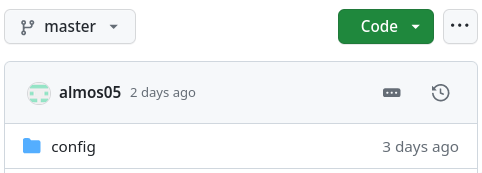 master Code
almos05 2 days ago
config 3 days ago